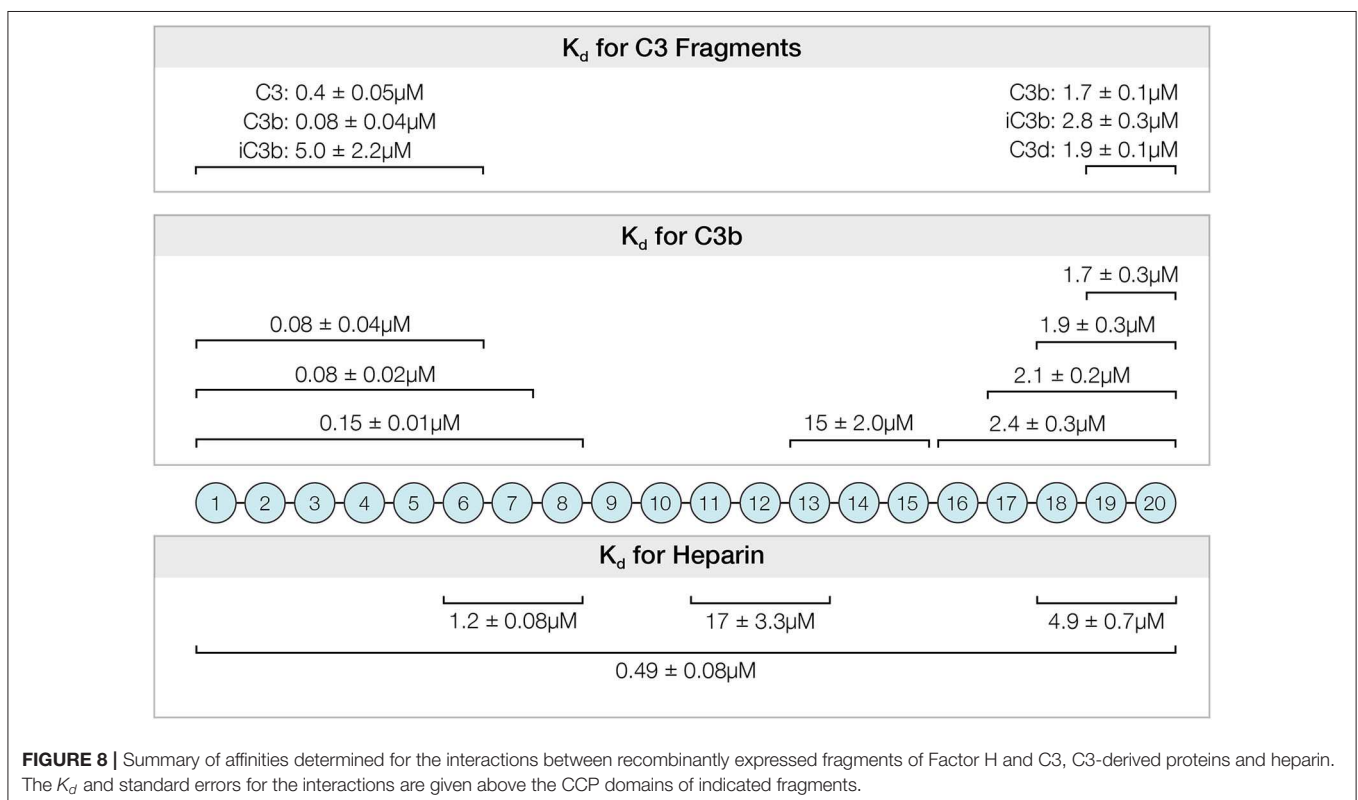 Kd for C3 Fragments
C3: 0.4 ± 0.05µM
C3b: 0.08 ± 0.04µM
iC3b: 5.0 ± 2.2µM
C3b: 1.7 ± 0.1µM
iC3b: 2.8 ± 0.3µM
C3d: 1.9 ± 0.1µM
Kd for C3b
1.7 ± 0.3µM
0.08 ± 0.04µM 1.9 ± 0.3µM
0.08 ± 0.02µM 2.1 ± 0.2µM
0.15 ± 0.01µM 15 ± 2.0µM 2.4 ± 0.3µM
1 2 3 4 5 6 7 8 9 10 11 12 13 14 15 16 17 18 19 20
Kd for Heparin
1.2 ± 0.08µM 17 ± 3.3µM 4.9 ± 0.7µM
0.49 ± 0.08µM
FIGURE 8 | Summary of affinities determined for the interactions between recombinantly expressed fragments of Factor H and C3, C3-derived proteins and heparin.
The Kd and standard errors for the interactions are given above the CCP domains of indicated fragments.